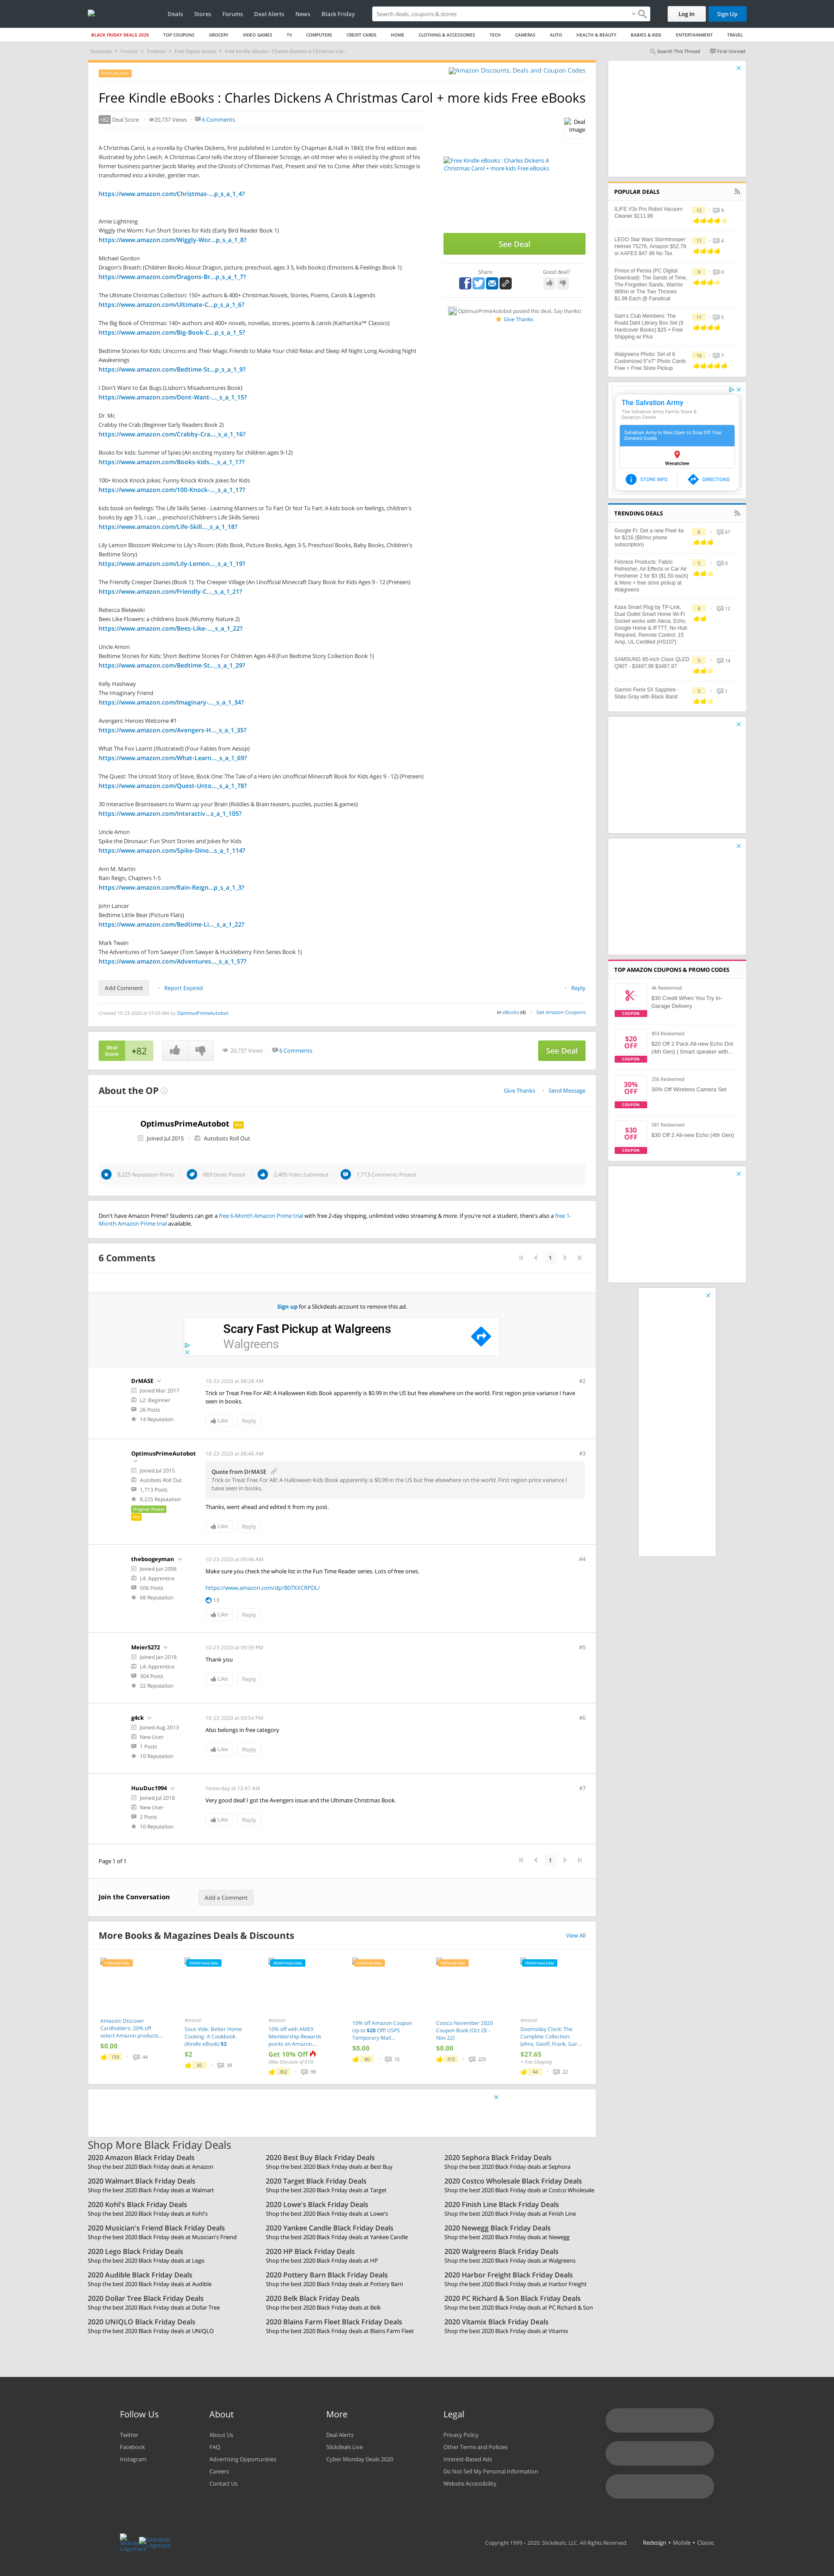 Deals Stores Forums Deal Alerts News Black Friday
Search deals, coupons & stores
Log In
Sign Up
BLACK FRIDAY DEALS 2020 TOP COUPONS GROCERY VIDEO GAMES TV COMPUTERS CREDIT CARDS HOME CLOTHING & ACCESSORIES TECH CAMERAS AUTO HEALTH & BEAUTY BABIES & KIDS ENTERTAINMENT TRAVEL
Slickdeals Forums Freebies Free Digital Goods Free Kindle eBooks : Charles Dickens A Christmas Car...
Search This Thread First Unread
POPULAR DEAL
Amazon Discounts, Deals and Coupon Codes
Free Kindle eBooks : Charles Dickens A Christmas Carol + more kids Free eBooks
+82 Deal Score 20,737 Views 6 Comments
Deal Image
A Christmas Carol, is a novella by Charles Dickens, first published in London by Chapman & Hall in 1843; the first edition was
illustrated by John Leech. A Christmas Carol tells the story of Ebenezer Scrooge, an old miser who is visited by the ghost of his
former business partner Jacob Marley and the Ghosts of Christmas Past, Present and Yet to Come. After their visits Scrooge is
transformed into a kinder, gentler man.
https://www.amazon.com/Christmas-...p_s_a_1_4?
Arnie Lightning
Wiggly the Worm: Fun Short Stories for Kids (Early Bird Reader Book 1)
https://www.amazon.com/Wiggly-Wor...p_s_a_1_8?
Michael Gordon
Dragon's Breath: (Children Books About Dragon, picture, picture, preschool, ages 3 5, kids books) (Emotions & Feelings Book 1)
https://www.amazon.com/Dragons-Br...p_s_a_1_7?
The Ultimate Christmas Collection: 150+ authors & 400+ Christmas Novels, Stories, Poems, Carols & Legends
https://www.amazon.com/Ultimate-C...p_s_a_1_6?
The Big Book of Christmas: 140+ authors and 400+ novels, novellas, stories, poems & carols (Kathartika™ Classics)
https://www.amazon.com/Big-Book-C...p_s_a_1_5?
Bedtime Stories for Kids: Unicorns and Their Magic Friends to Make Your child Relax and Sleep All Night Long Avoiding Night
Awakenings
https://www.amazon.com/Bedtime-St...p_s_a_1_9?
I Don't Want to Eat Bugs (Lisbon's Misadventures Book)
https://www.amazon.com/Dont-Want-..._s_a_1_15?
Dr. Mc
Crabby the Crab (Beginner Early Readers Book 2)
https://www.amazon.com/Crabby-Cra..._s_a_1_16?
Books for kids: Summer of Spies (An exciting mystery for children ages 9-12)
https://www.amazon.com/Books-kids..._s_a_1_17?
100+ Knock Knock Jokes: Funny Knock Knock Jokes for Kids
https://www.amazon.com/100-Knock-..._s_a_1_17?
kids book on feelings: The Life Skills Series - Learning Manners or To Fart Or Not To Fart: A kids book on feelings, children's
books by age 3 5, i can ... preschool (Children's Life Skills Series)
https://www.amazon.com/Life-Skill..._s_a_1_18?
Lily Lemon Blossom Welcome to Lily's Room: (Kids Book, Picture Books, Ages 3-5, Preschool Books, Baby Books, Children's
Bedtime Story)
https://www.amazon.com/Lily-Lemon..._s_a_1_19?
The Friendly Creeper Diaries (Book 1): The Creeper Village (An Unofficial Minecraft Diary Book for Kids Ages 9 - 12 (Preteen)
https://www.amazon.com/Friendly-C..._s_a_1_21?
Rebecca Bielawski
Bees Like Flowers: a childrens book (Mummy Nature 2)
https://www.amazon.com/Bees-Like-..._s_a_1_22?
Uncle Amon
Bedtime Stories for Kids: Short Bedtime Stories For Children Ages 4-8 (Fun Bedtime Story Collection Book 1)
https://www.amazon.com/Bedtime-St..._s_a_1_29?
Kelly Hashway
The Imaginary Friend
https://www.amazon.com/Imaginary-..._s_a_1_34?
Avengers: Heroes Welcome #1
https://www.amazon.com/Avengers-H..._s_a_1_35?
What The Fox Learnt (Illustrated) (Four Fables from Aesop)
https://www.amazon.com/What-Learn..._s_a_1_69?
The Quest: The Untold Story of Steve, Book One: The Tale of a Hero (An Unofficial Minecraft Book for Kids Ages 9 - 12) (Preteen)
https://www.amazon.com/Quest-Unto..._s_a_1_78?
30 Interactive Brainteasers to Warm up your Brain (Riddles & Brain teasers, puzzles, puzzles & games)
https://www.amazon.com/Interactiv...s_a_1_105?
Uncle Amon
Spike the Dinosaur: Fun Short Stories and Jokes for Kids
https://www.amazon.com/Spike-Dino...s_a_1_114?
Ann M. Martin
Rain Reign, Chapters 1-5
https://www.amazon.com/Rain-Reign...p_s_a_1_3?
John Lancer
Bedtime Little Bear (Picture Flats)
https://www.amazon.com/Bedtime-Li..._s_a_1_22?
Mark Twain
The Adventures of Tom Sawyer (Tom Sawyer & Huckleberry Finn Series Book 1)
https://www.amazon.com/Adventures..._s_a_1_57?
Add Comment Report Expired Reply
Created 10-23-2020 at 07:43 AM by OptimusPrimeAutobot
in eBooks (4) Get Amazon Coupons
Free Kindle eBooks : Charles Dickens A Christmas Carol + more kids Free eBooks
See Deal
Share Good deal?
OptimusPrimeAutobot posted this deal. Say thanks!
Give Thanks
Deal Score +82 20,737 Views 6 Comments See Deal
About the OP Give Thanks Send Message
OptimusPrimeAutobot Pro
Joined Jul 2015 Autobots Roll Out
8,225 Reputation Points 669 Deals Posted 2,409 Votes Submitted 1,713 Comments Posted
Don't have Amazon Prime? Students can get a free 6-Month Amazon Prime trial with free 2-day shipping, unlimited video streaming & more. If you're not a student, there's also a free 1-
Month Amazon Prime trial available.
6 Comments 1
Sign up for a Slickdeals account to remove this ad.
Scary Fast Pickup at Walgreens
Walgreens
DrMASE 10-23-2020 at 08:28 AM #2
Joined Mar 2017
L2: Beginner
26 Posts
14 Reputation
Trick or Treat Free For All!: A Halloween Kids Book apparently is $0.99 in the US but free elsewhere on the world. First region price variance I have
seen in books.
Like Reply
OptimusPrimeAutobot 10-23-2020 at 08:46 AM #3
Joined Jul 2015
Autobots Roll Out
1,713 Posts
8,225 Reputation
Original Poster
Pro
Quote from DrMASE
Trick or Treat Free For All!: A Halloween Kids Book apparently is $0.99 in the US but free elsewhere on the world. First region price variance I
have seen in books.
Thanks, went ahead and edited it from my post.
Like Reply
theboogeyman 10-23-2020 at 09:46 AM #4
Joined Jun 2006
L4: Apprentice
506 Posts
68 Reputation
Make sure you check the whole list in the Fun Time Reader series. Lots of free ones.
https://www.amazon.com/dp/B07XXCRPDL/
13
Like Reply
Meier5272 10-23-2020 at 09:39 PM #5
Joined Jan 2018
L4: Apprentice
304 Posts
22 Reputation
Thank you
Like Reply
g4ck 10-23-2020 at 09:54 PM #6
Joined Aug 2013
New User
1 Posts
10 Reputation
Also belongs in free category
Like Reply
HuuDuc1994 Yesterday at 12:47 AM #7
Joined Jul 2018
New User
2 Posts
10 Reputation
Very good deal! I got the Avengers issue and the Ultimate Christmas Book.
Like Reply
Page 1 of 1 1
Join the Conversation Add a Comment
More Books & Magazines Deals & Discounts View All
POPULAR DEAL
Amazon: Discover
Cardholders: 20% off
select Amazon products...
$0.00
159 44
FRONTPAGE DEAL
Amazon
Sous Vide: Better Home
Cooking: A Cookbook
(Kindle eBook) $2
$2
45 39
FRONTPAGE DEAL
Amazon
10% off with AMEX
Membership Rewards
points on Amazon....
Get 10% Off
(Max Discount of $15)
302 99
POPULAR DEAL
10% off Amazon Coupon
Up to $20 Off! USPS
Temporary Mail...
$0.00
80 72
POPULAR DEAL
Costco November 2020
Coupon Book (Oct 28 -
Nov 22)
$0.00
315 225
FRONTPAGE DEAL
Amazon
Doomsday Clock: The
Complete Collection:
Johns, Geoff, Frank, Gar...
$27.65
+ Free Shipping
44 22
POPULAR DEALS
ILIFE V3s Pro Robot Vacuum
Cleaner $111.99
12 9
LEGO Star Wars Stormtrooper
Helmet 75276, Amazon $52.79
or AAFES $47.99 No Tax
11 4
Prince of Persia (PC Digital
Download): The Sands of Time,
The Forgotten Sands, Warrior
Within or The Two Thrones
$1.99 Each @ Fanatical
9 0
Sam's Club Members: The
Roald Dahl Library Box Set (9
Hardcover Books) $25 + Free
Shipping w/ Plus
11 5
Walgreens Photo: Set of 6
Customized 5"x7" Photo Cards
Free + Free Store Pickup
16 7
The Salvation Army
The Salvation Army Family Store &
Donation Center
Salvation Army Is Now Open to Drop Off Your
Donated Goods
Wenatchee
STORE INFO DIRECTIONS
TRENDING DEALS
Google FI: Get a new Pixel 4a
for $216 ($9/mo phone
subscription)
6 67
Febreze Products: Fabric
Refresher, Air Effects or Car Air
Freshener 2 for $3 ($1.50 each)
& More + free store pickup at
Walgreens
5 0
Kasa Smart Plug by TP-Link,
Dual Outlet Smart Home Wi-Fi
Socket works with Alexa, Echo,
Google Home & IFTTT, No Hub
Required, Remote Control, 15
Amp, UL Certified (HS107)
4 12
SAMSUNG 85-inch Class QLED
Q90T - $3497.99 $3497.97
5 14
Garmin Fenix 5X Sapphire -
Slate Gray with Black Band
5 1
TOP AMAZON COUPONS & PROMO CODES
COUPON
4k Redeemed
$30 Credit When You Try In-
Garage Delivery
$20 OFF
COUPON
853 Redeemed
$20 Off 2 Pack All-new Echo Dot
(4th Gen) | Smart speaker with...
30% OFF
COUPON
256 Redeemed
30% Off Wireless Camera Set
$30 OFF
COUPON
581 Redeemed
$30 Off 2 All-new Echo (4th Gen)
Shop More Black Friday Deals
2020 Amazon Black Friday Deals 2020 Best Buy Black Friday Deals 2020 Sephora Black Friday Deals
Shop the best 2020 Black Friday deals at Amazon Shop the best 2020 Black Friday deals at Best Buy Shop the best 2020 Black Friday deals at Sephora
2020 Walmart Black Friday Deals 2020 Target Black Friday Deals 2020 Costco Wholesale Black Friday Deals
Shop the best 2020 Black Friday deals at Walmart Shop the best 2020 Black Friday deals at Target Shop the best 2020 Black Friday deals at Costco Wholesale
2020 Kohl's Black Friday Deals 2020 Lowe's Black Friday Deals 2020 Finish Line Black Friday Deals
Shop the best 2020 Black Friday deals at Kohl's Shop the best 2020 Black Friday deals at Lowe's Shop the best 2020 Black Friday deals at Finish Line
2020 Musician's Friend Black Friday Deals 2020 Yankee Candle Black Friday Deals 2020 Newegg Black Friday Deals
Shop the best 2020 Black Friday deals at Musician's Friend Shop the best 2020 Black Friday deals at Yankee Candle Shop the best 2020 Black Friday deals at Newegg
2020 Lego Black Friday Deals 2020 HP Black Friday Deals 2020 Walgreens Black Friday Deals
Shop the best 2020 Black Friday deals at Lego Shop the best 2020 Black Friday deals at HP Shop the best 2020 Black Friday deals at Walgreens
2020 Audible Black Friday Deals 2020 Pottery Barn Black Friday Deals 2020 Harbor Freight Black Friday Deals
Shop the best 2020 Black Friday deals at Audible Shop the best 2020 Black Friday deals at Pottery Barn Shop the best 2020 Black Friday deals at Harbor Freight
2020 Dollar Tree Black Friday Deals 2020 Belk Black Friday Deals 2020 PC Richard & Son Black Friday Deals
Shop the best 2020 Black Friday deals at Dollar Tree Shop the best 2020 Black Friday deals at Belk Shop the best 2020 Black Friday deals at PC Richard & Son
2020 UNIQLO Black Friday Deals 2020 Blains Farm Fleet Black Friday Deals 2020 Vitamix Black Friday Deals
Shop the best 2020 Black Friday deals at UNIQLO Shop the best 2020 Black Friday deals at Blains Farm Fleet Shop the best 2020 Black Friday deals at Vitamix
Follow Us About More Legal
Twitter About Us Deal Alerts Privacy Policy
Facebook FAQ Slickdeals Live Other Terms and Policies
Instagram Advertising Opportunities Cyber Monday Deals 2020 Interest-Based Ads
Careers Do Not Sell My Personal Information
Contact Us Website Accessibility
Slickdeals Logomark Slickdeals Logotype
Copyright 1999 – 2020. Slickdeals, LLC. All Rights Reserved. Redesign • Mobile • Classic